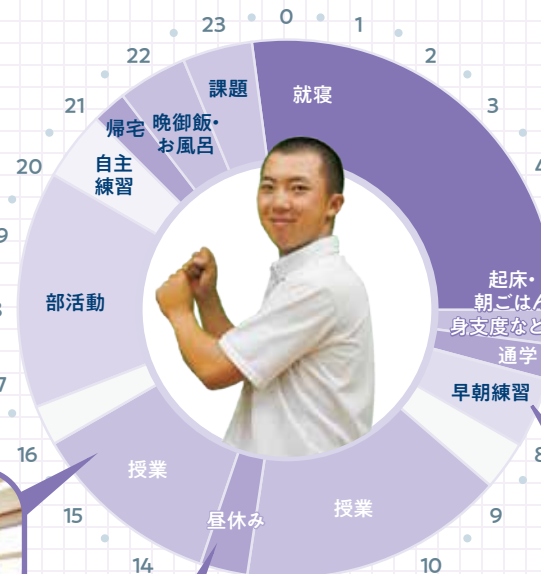 0
1
2
3
4
就寝
起床・
朝ごはん
身支度など
通学
早朝練習
8
9
授業
10
昼休み
14
授業
15
16
部活動
20
自主
練習
21
帰宅
晩御飯・
お風呂
22
課題
23